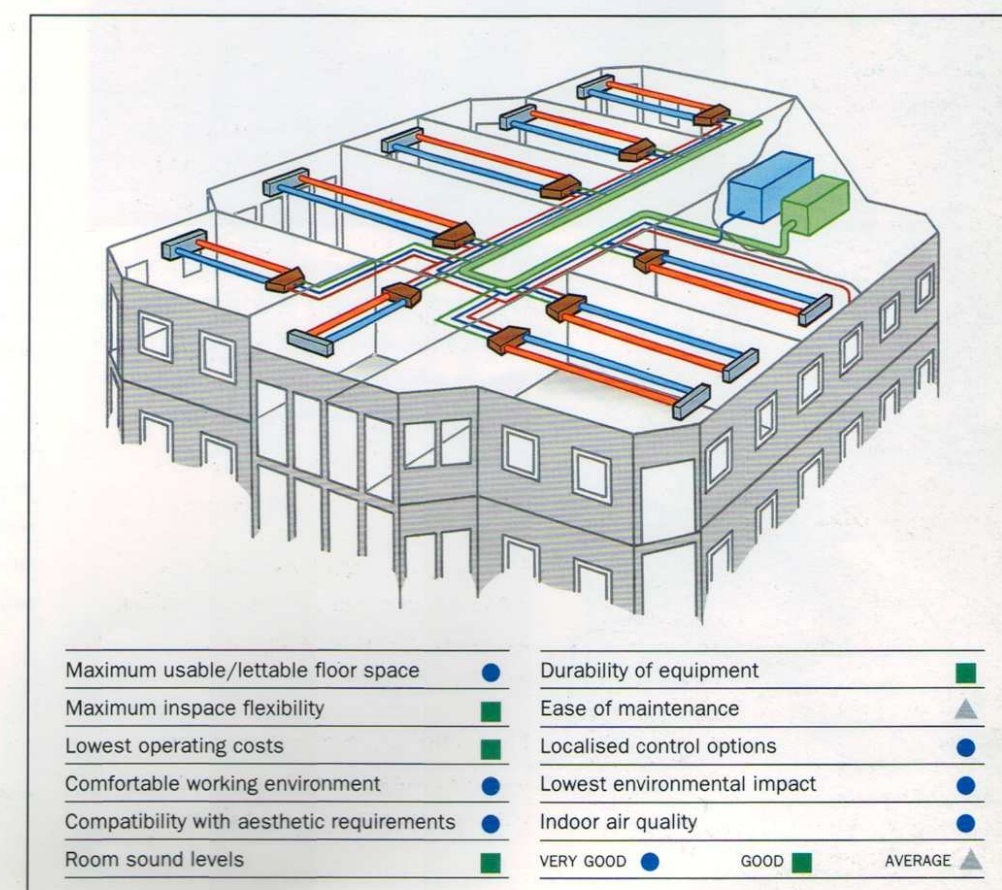 Maximum usable/lettable floor space
Maximum inspace flexibility
Lowest operating costs
Comfortable working environment
Compatibility with aesthetic requirements
Room sound levels
Durability of equipment
Ease of maintenance
Localised control options
Lowest environmental impact
Indoor air quality
VERY GOOD GOOD AVERAGE